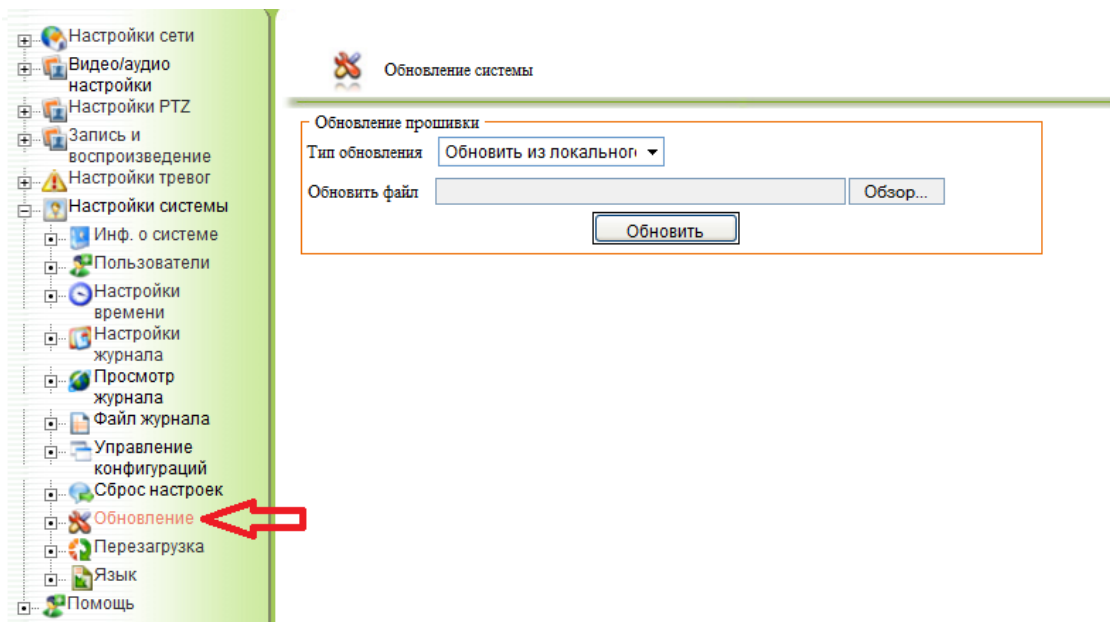 Настройки сети
Видео/аудио
настройки
Настройки PTZ
Запись и
воспроизведение
Настройки тревог
Настройки системы
Инф. о системе
Пользователи
Настройки
времени
Настройки
журнала
Просмотр
журнала
Файл журнала
Управление
конфигураций
Сброс настроек
Обновление
Перезагрузка
Язык
Помощь
Обновление системы
Обновление прошивки
Тип обновления Обновить из локальног
Обновить файл Обзор...
Обновить